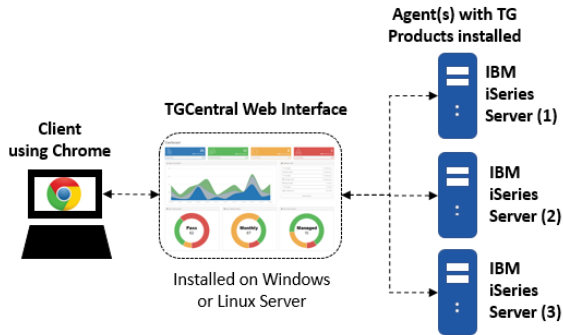 Agent(s) with TG
Products installed
IBM
iSeries
Server (1)
TGCentral Web Interface
Client
using Chrome
Dashboard
Pass
Monthly
Managed
IBM
iSeries
Server (2)
Installed on Windows
or Linux Server
IBM
iSeries
Server (3)